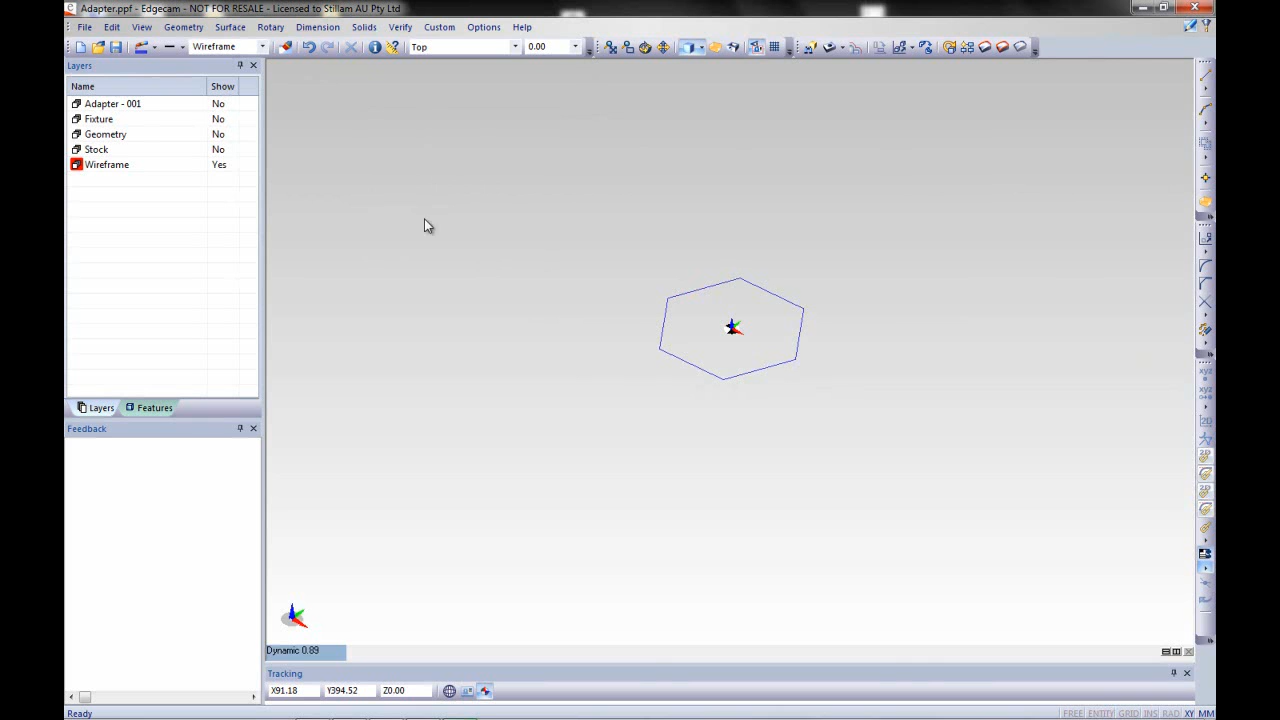 Adapter.ppf - Edgecam - NOT FOR RESALE - Licensed to Stillam AU Pty Ltd
File Edit View Geometry Surface Rotary Dimension Solids Verify Custom Options Help
Wireframe Top 0.00
Layers
Name Show
Adapter - 001 No
Fixture No
Geometry No
Stock No
Wireframe Yes
Layers Features
Feedback
Dynamic 0.89
Tracking
X91.18 Y394.52 Z0.00
Ready FREE ENTITY GRID INS RAD XY MM